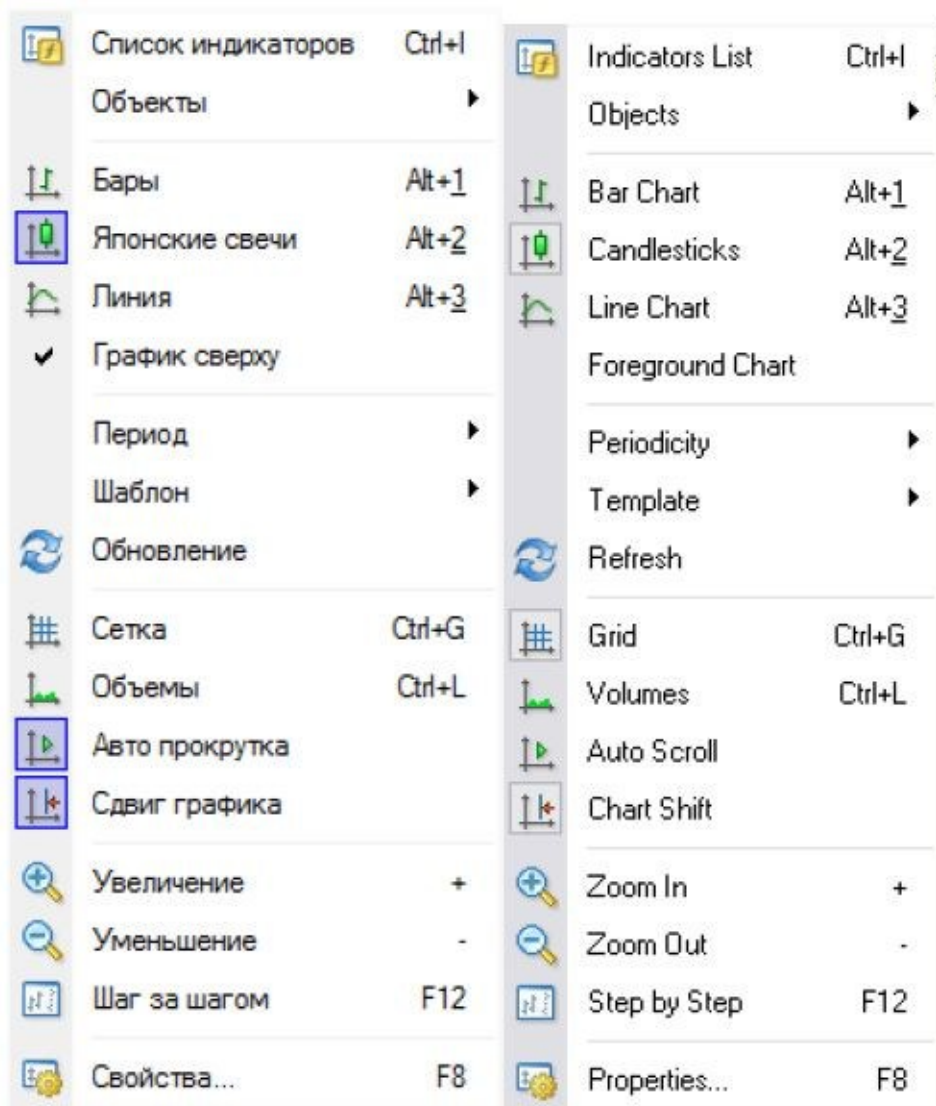 Список индикаторов Ctrl+I
Объекты
Бары Alt+1
Японские свечи Alt+2
Линия Alt+3
График сверху
Период
Шаблон
Обновление
Сетка Ctrl+G
Объемы Ctrl+L
Авто прокрутка
Сдвиг графика
Увеличение +
Уменьшение -
Шаг за шагом F12
Свойства... F8
Indicators List Ctrl+I
Objects
Bar Chart Alt+1
Candlesticks Alt+2
Line Chart Alt+3
Foreground Chart
Periodicity
Template
Refresh
Grid Ctrl+G
Volumes Ctrl+L
Auto Scroll
Chart Shift
Zoom In +
Zoom Out -
Step by Step F12
Properties... F8